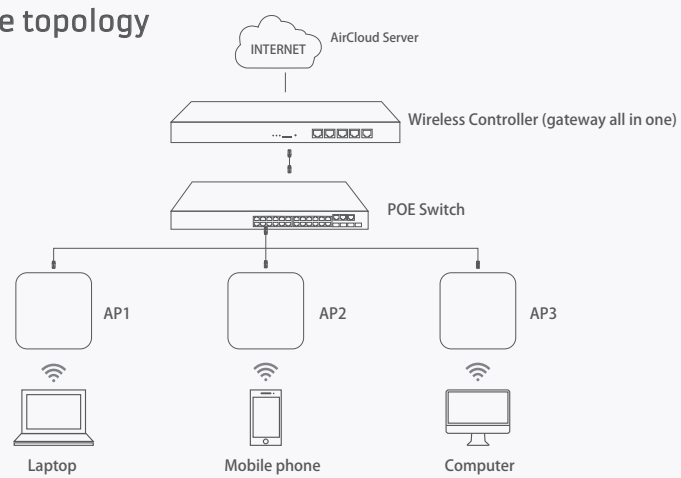 e topology
AirCloud Server
INTERNET
Wireless Controller (gateway all in one)
POE Switch
AP1
AP2
AP3
Laptop
Mobile phone
Computer